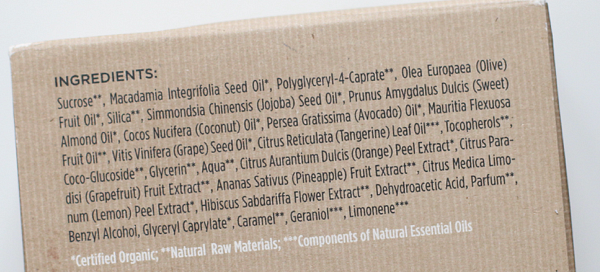 INGREDIENTS:
Sucrose**, Macadamia Integrifolia Seed Oil*, Polyglyceryl-4-Caprate**, Olea Europaea (Olive)
Fruit Oil*, Silica**, Simmondsia Chinensis (Jojoba) Seed Oil*, Prunus Amygdalus Dulcis (Sweet)
Almond Oil*, Cocos Nucifera (Coconut) Oil*, Persea Gratissima (Avocado) Oil*, Mauritia Flexuosa
Fruit Oil**, Vitis Vinifera (Grape) Seed Oil*, Citrus Reticulata (Tangerine) Leaf Oil***, Tocopherols**,
Coco-Glucoside**, Glycerin**, Aqua**, Citrus Aurantium Dulcis (Orange) Peel Extract*, Citrus Para-
disi (Grapefruit) Fruit Extract**, Ananas Sativus (Pineapple) Fruit Extract**, Citrus Medica Limo-
num (Lemon) Peel Extract*, Hibiscus Sabdariffa Flower Extract**, Dehydroacetic Acid, Parfum**,
Benzyl Alcohol, Glyceryl Caprylate*, Caramel**, Geraniol***, Limonene***
*Certified Organic; **Natural Raw Materials; ***Components of Natural Essential Oils